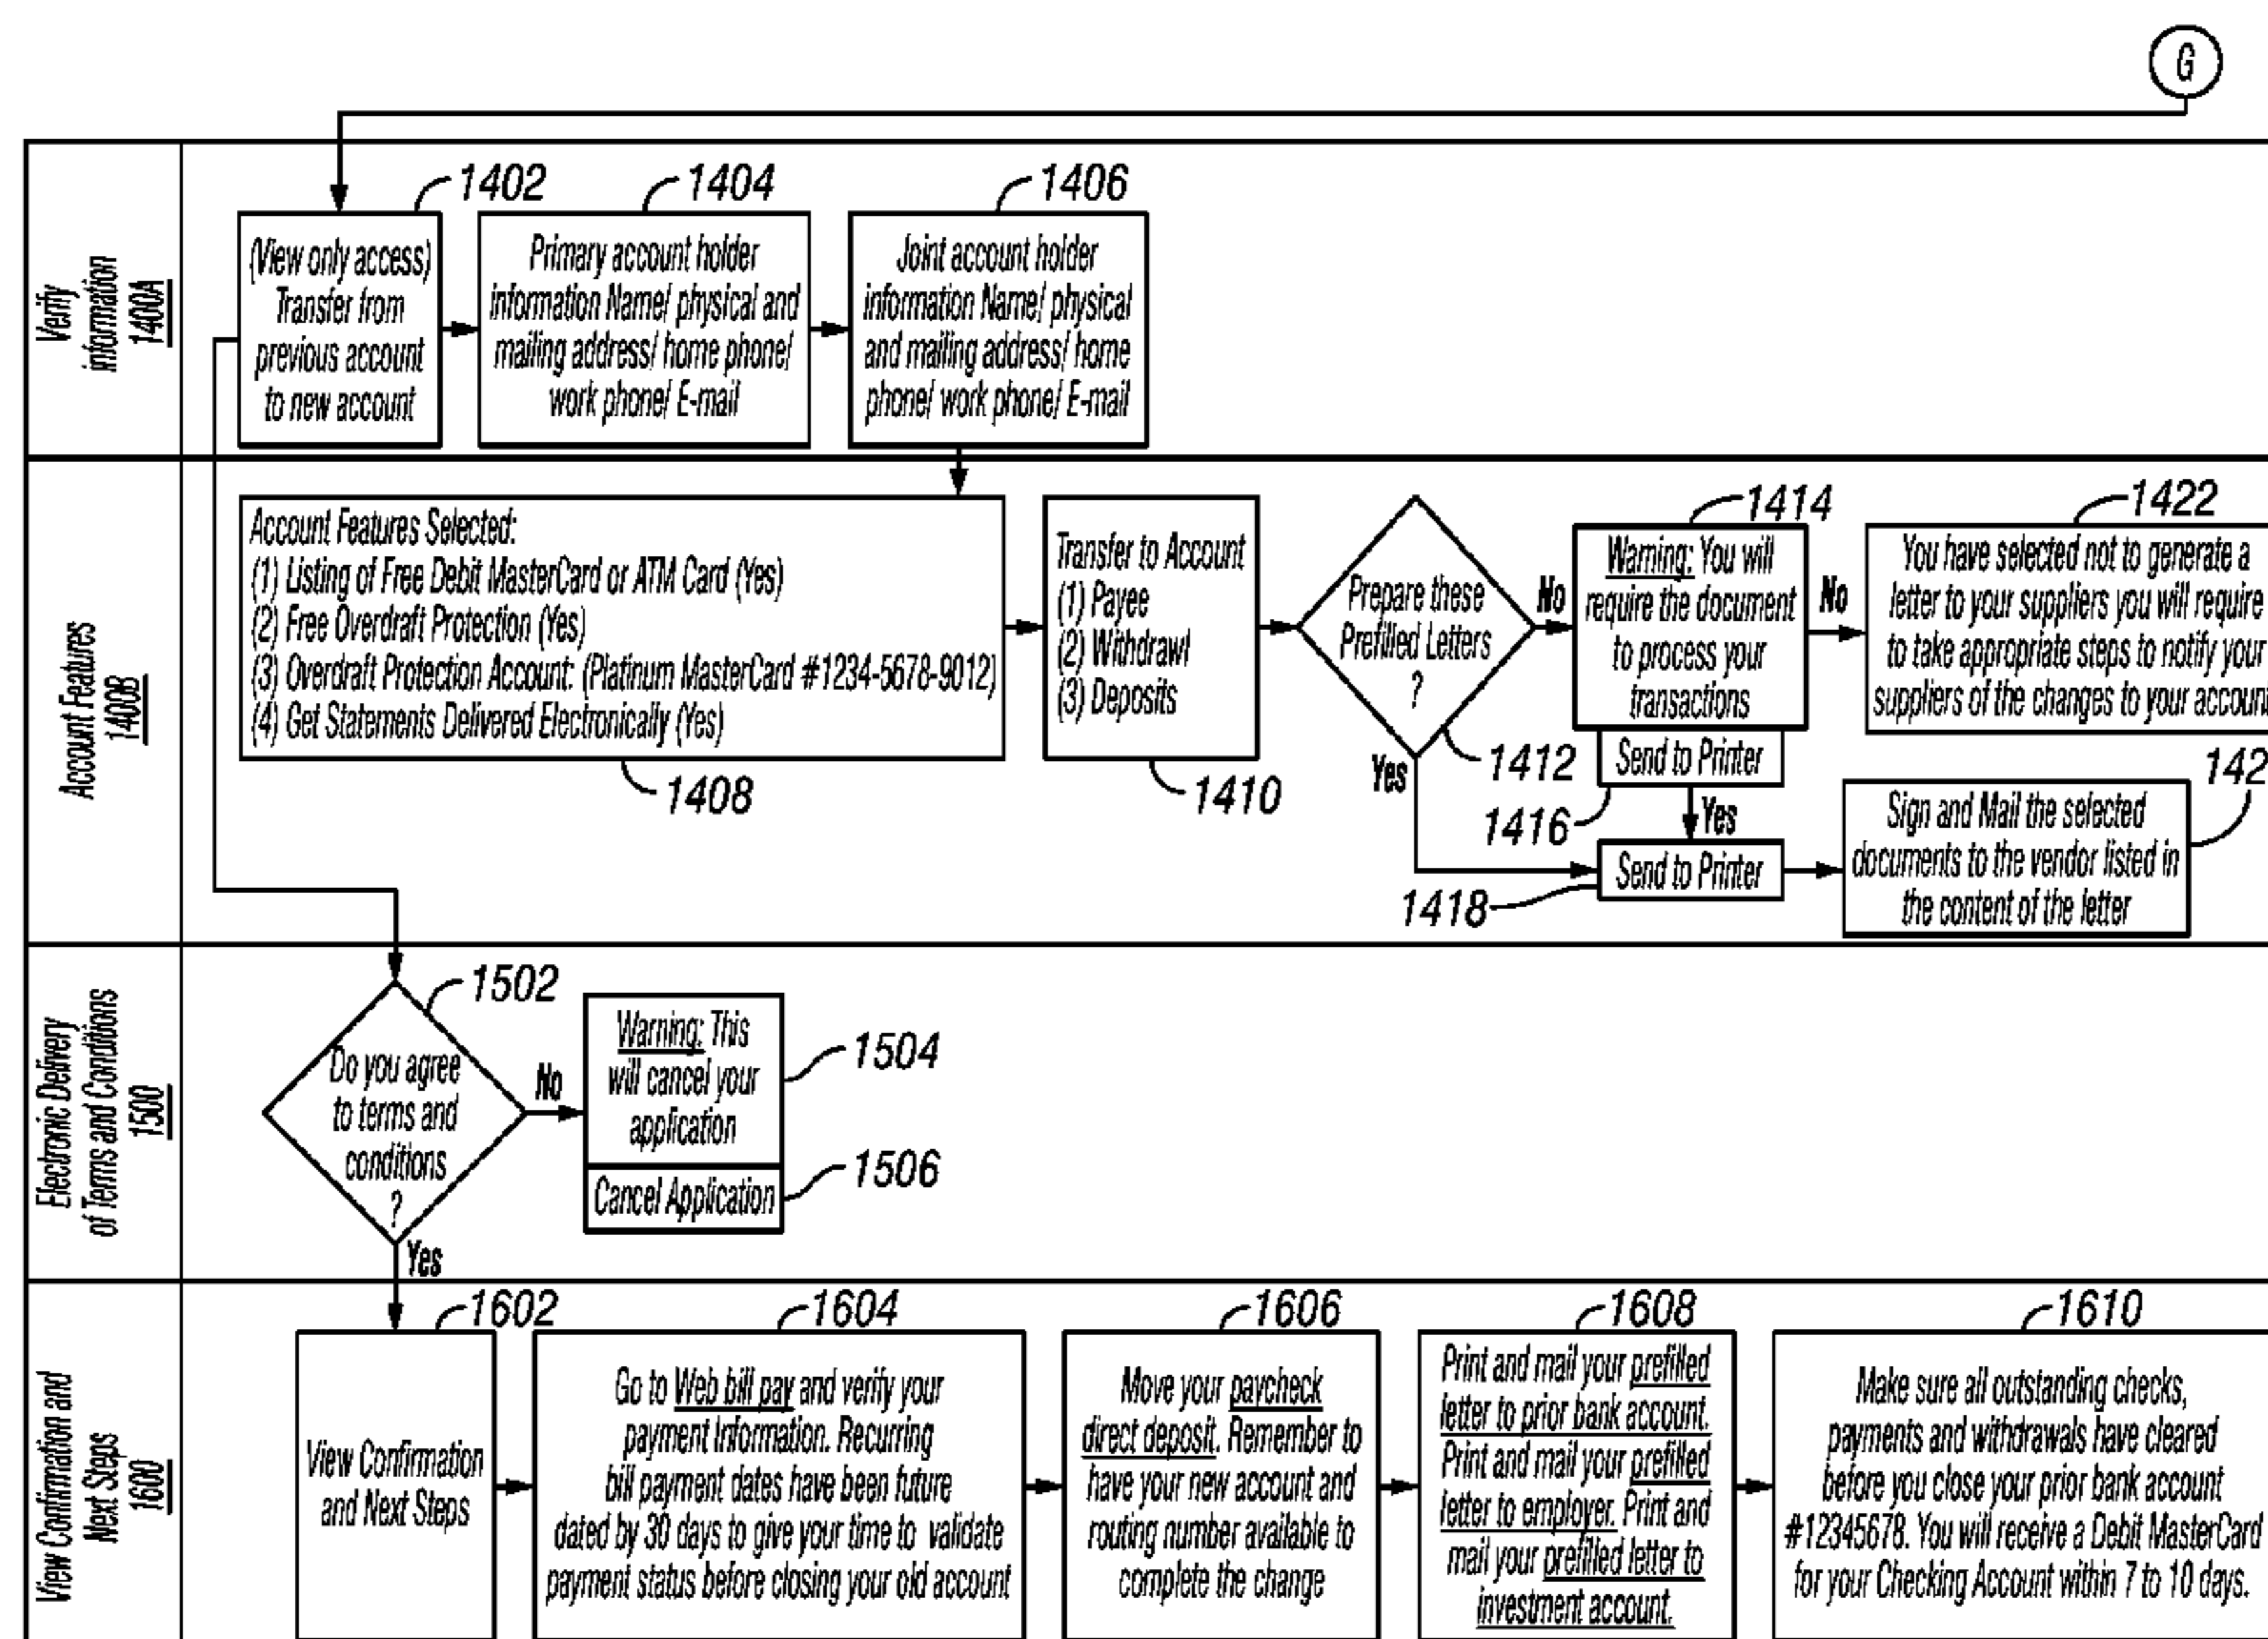 G
Verify
information
1400A
1402
(View only access)
Transfer from
previous account
to new account
1404
Primary account holder
information Name/ physical and
mailing address/ home phone/
work phone/ E-mail
1406
Joint account holder
information Name/ physical
and mailing address/ home
phone/ work phone/ E-mail
Account Features
1400B
Account Features Selected:
(1) Listing of Free Debit MasterCard or ATM Card (Yes)
(2) Free Overdraft Protection (Yes)
(3) Overdraft Protection Account: (Platinum MasterCard #1234-5678-9012)
(4) Get Statements Delivered Electronically (Yes)
1408
Transfer to Account
(1) Payee
(2) Withdrawl
(3) Deposits
1410
Prepare these
Prefilled Letters
?
1412
No
Yes
1414
Warning: You will
require the document
to process your
transactions
Send to Printer
1416
Yes
Send to Printer
1418
No
1422
You have selected not to generate a
letter to your suppliers you will require
to take appropriate steps to notify your
suppliers of the changes to your account
142
Sign and Mail the selected
documents to the vendor listed in
the content of the letter
Electronic Delivery
of Terms and Conditions
1500
1502
Do you agree
to terms and
conditions
?
No
Yes
Warning: This
will cancel your
application
1504
Cancel Application
1506
View Confirmation and
Next Steps
1600
1602
View Confirmation
and Next Steps
1604
Go to Web bill pay and verify your
payment Information. Recurring
bill payment dates have been future
dated by 30 days to give your time to validate
payment status before closing your old account
1606
Move your paycheck
direct deposit. Remember to
have your new account and
routing number available to
complete the change
1608
Print and mail your prefilled
letter to prior bank account.
Print and mail your prefilled
letter to employer. Print and
mail your prefilled letter to
investment account.
1610
Make sure all outstanding checks,
payments and withdrawals have cleared
before you close your prior bank account
#12345678. You will receive a Debit MasterCard
for your Checking Account within 7 to 10 days.